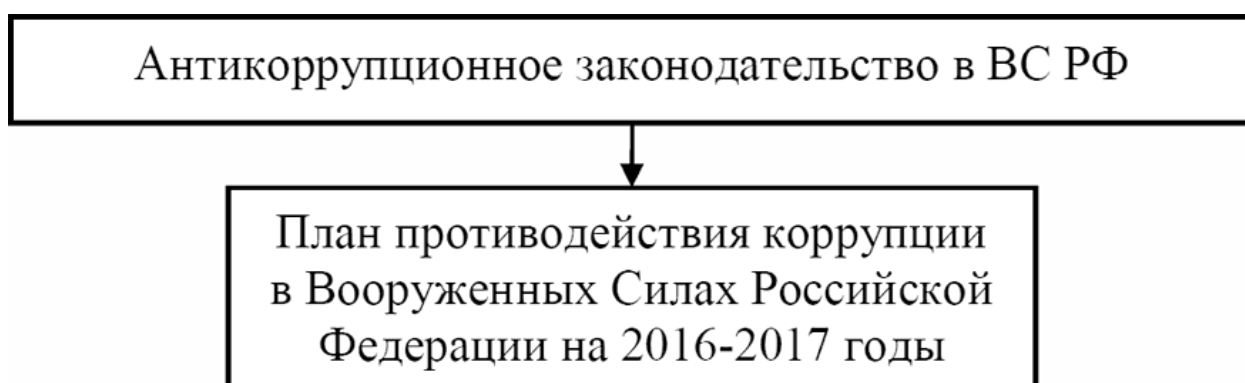 Антикоррупционное законодательство в ВС РФ
План противодействия коррупции
в Вооруженных Силах Российской
Федерации на 2016-2017 годы